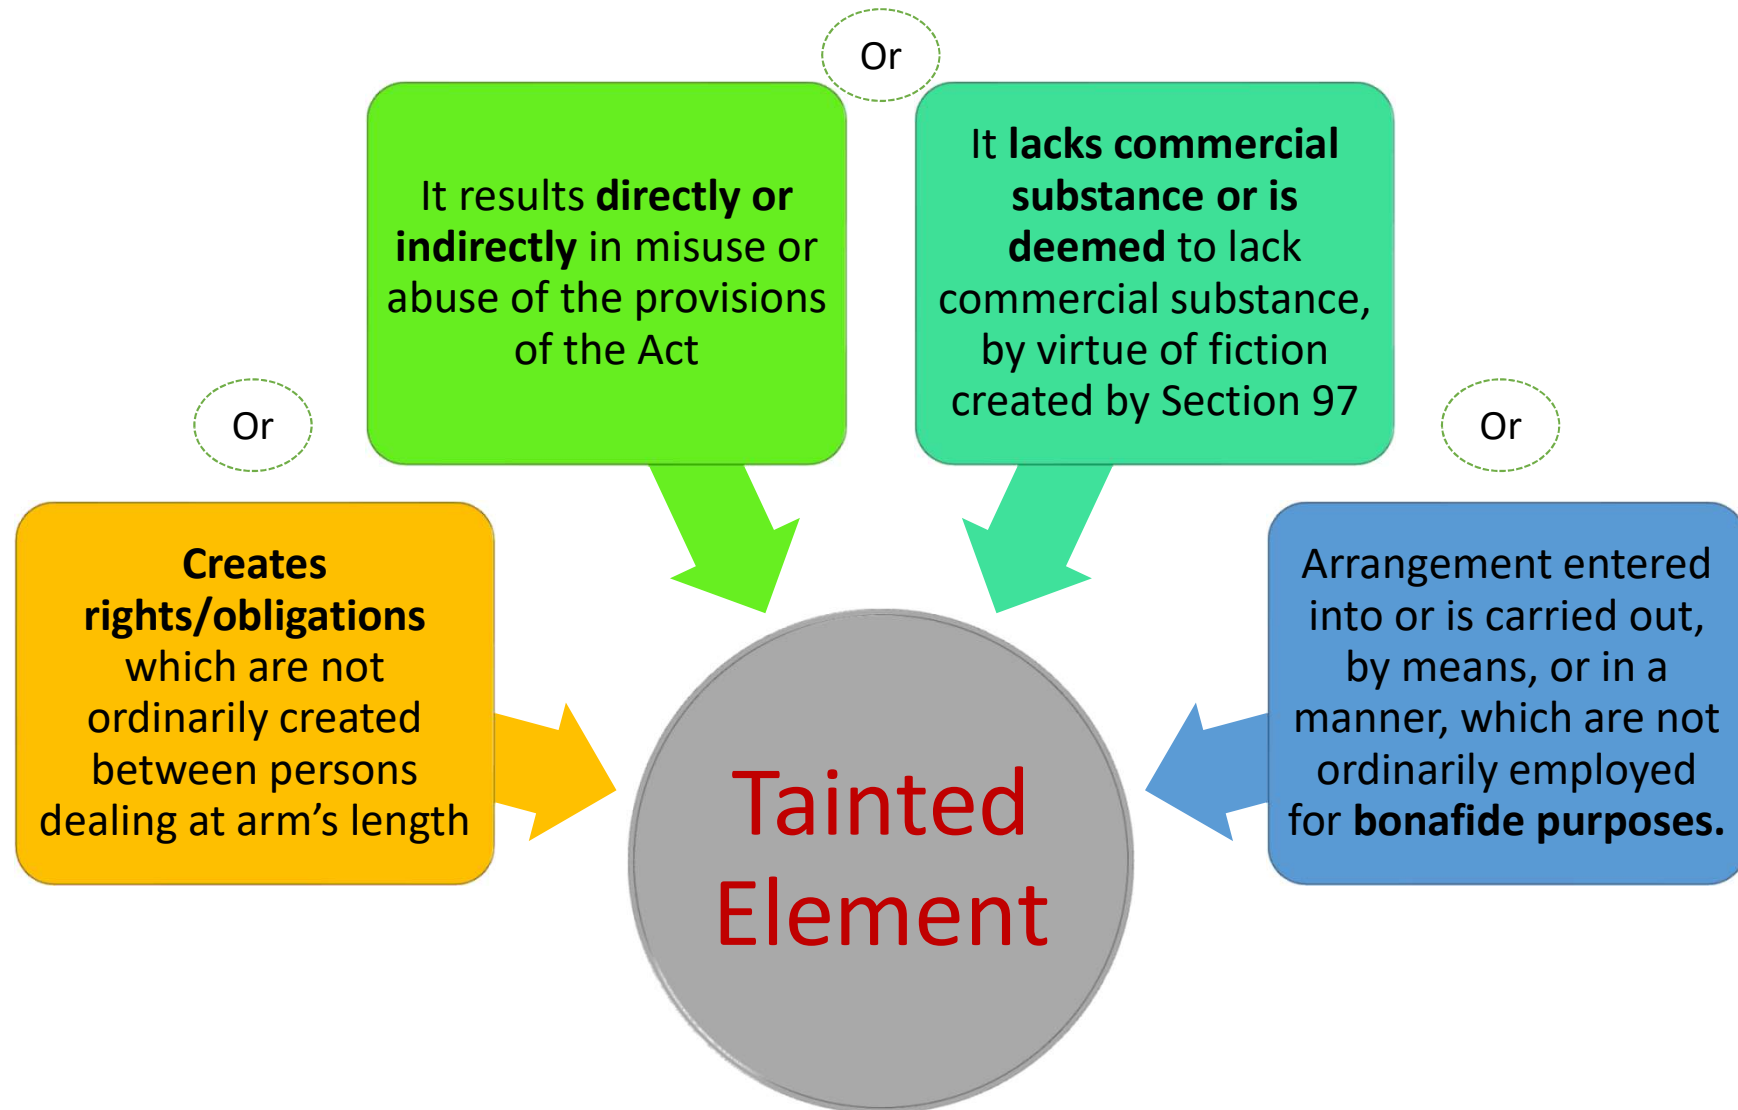 Or
It results directly or
indirectly in misuse or
abuse of the provisions
of the Act
It lacks commercial
substance or is
deemed to lack
commercial substance,
by virtue of fiction
created by Section 97
Or
Or
Creates
rights/obligations
which are not
ordinarily created
between persons
dealing at arm’s length
Arrangement entered
into or is carried out,
by means, or in a
manner, which are not
ordinarily employed
for bonafide purposes.
Tainted
Element